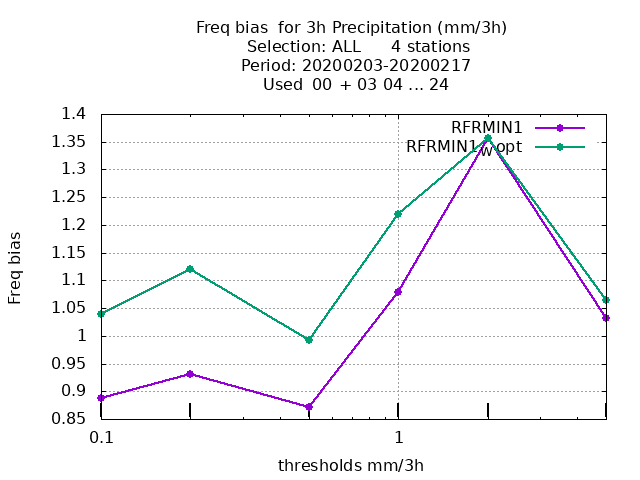 Freq bias  for 3h Precipitation (mm/3h)
Selection: ALL      4 stations
Period: 20200203-20200217
Used  00 + 03 04 ... 24
RFRMIN1
RFRMIN1wopt
1.4
1.35
1.3
1.25
1.2
1.15
1.1
1.05
1
0.95
0.9
0.85
Freq bias
0.1
1
thresholds mm/3h